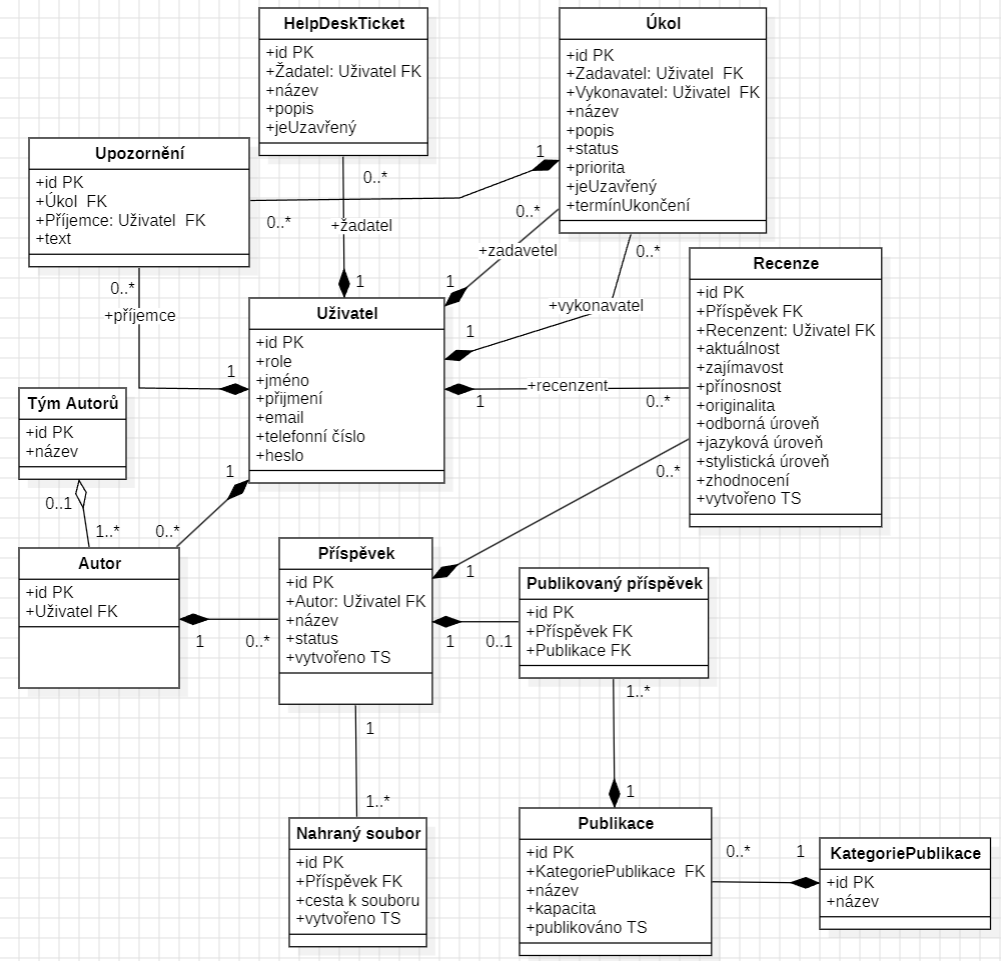 HelpDeskTicket
+id PK
+Žadatel: Uživatel FK
+název
+popis
+jeUzavřený
Úkol
+id PK
+Zadavatel: Uživatel  FK
+Vykonavatel: Uživatel  FK
+název
+popis
+status
+priorita
+jeUzavřený
+termínUkončení
Upozornění
+id PK
+Úkol  FK
+Příjemce: Uživatel  FK
+text
1
0..*
0..*
0..*
+žadatel
+zadavetel
0..*
0..*
+příjemce
1
1
+vykonavatel
1
1
Uživatel
+id PK
+role
+jméno
+přijmení
+email
+telefonní číslo
+heslo
+recenzent
1
0..*
Recenze
+id PK
+Příspěvek FK
+Recenzent: Uživatel FK
+aktuálnost
+zajímavost
+přínosnost
+originalita
+odborná úroveň
+jazyková úroveň
+stylistická úroveň
+zhodnocení
+vytvořeno TS
Tým Autorů
+id PK
+název
1
0..*
0..1
1..*
0..*
Autor
+id PK
+Uživatel FK
1
0..*
Příspěvek
+id PK
+Autor: Uživatel FK
+název
+status
+vytvořeno TS
1
1
0..1
Publikovaný příspěvek
+id PK
+Příspěvek FK
+Publikace FK
1..*
1
1
1..*
Nahraný soubor
+id PK
+Příspěvek FK
+cesta k souboru
+vytvořeno TS
Publikace
+id PK
+KategoriePublikace  FK
+název
+kapacita
+publikováno TS
0..*
1
KategoriePublikace
+id PK
+název